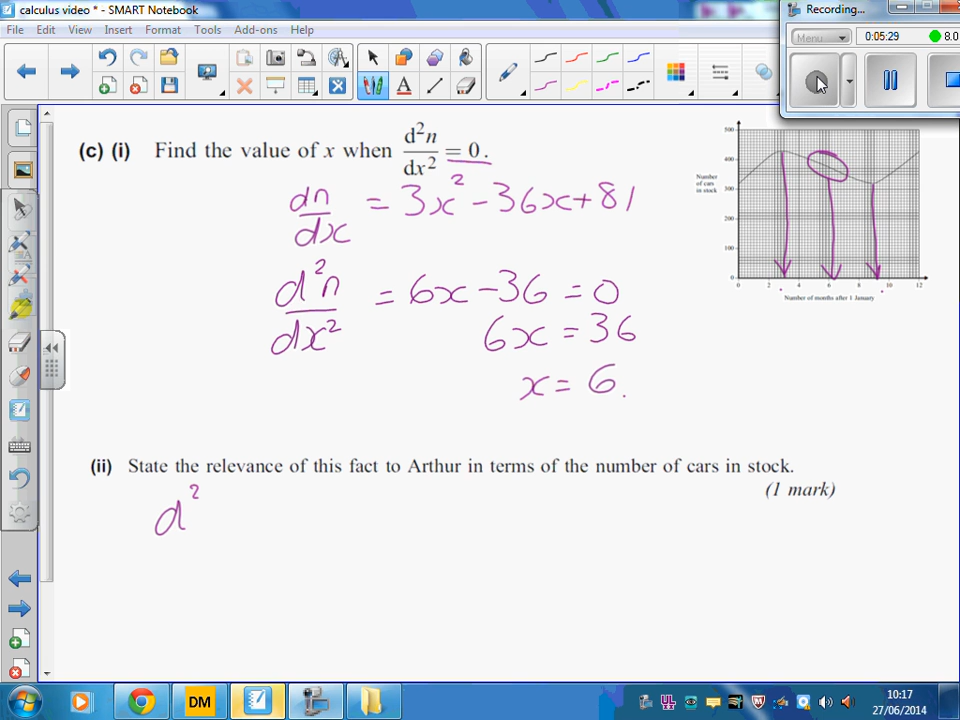 calculus video * - SMART Notebook
Recording...
File Edit View Insert Format Tools Add-ons Help
Menu 0:05:29 8.0
(c) (i) Find the value of x when d²n/dx² = 0.
dn/dx = 3x² - 36x + 81
d²n/dx² = 6x - 36 = 0
6x = 36
x = 6.
500
400
300
200
100
0
Number of cars in stock
0 2 4 6 8 10 12
Number of months after 1 January
(ii) State the relevance of this fact to Arthur in terms of the number of cars in stock.
(1 mark)
d²
DM
10:17
27/06/2014